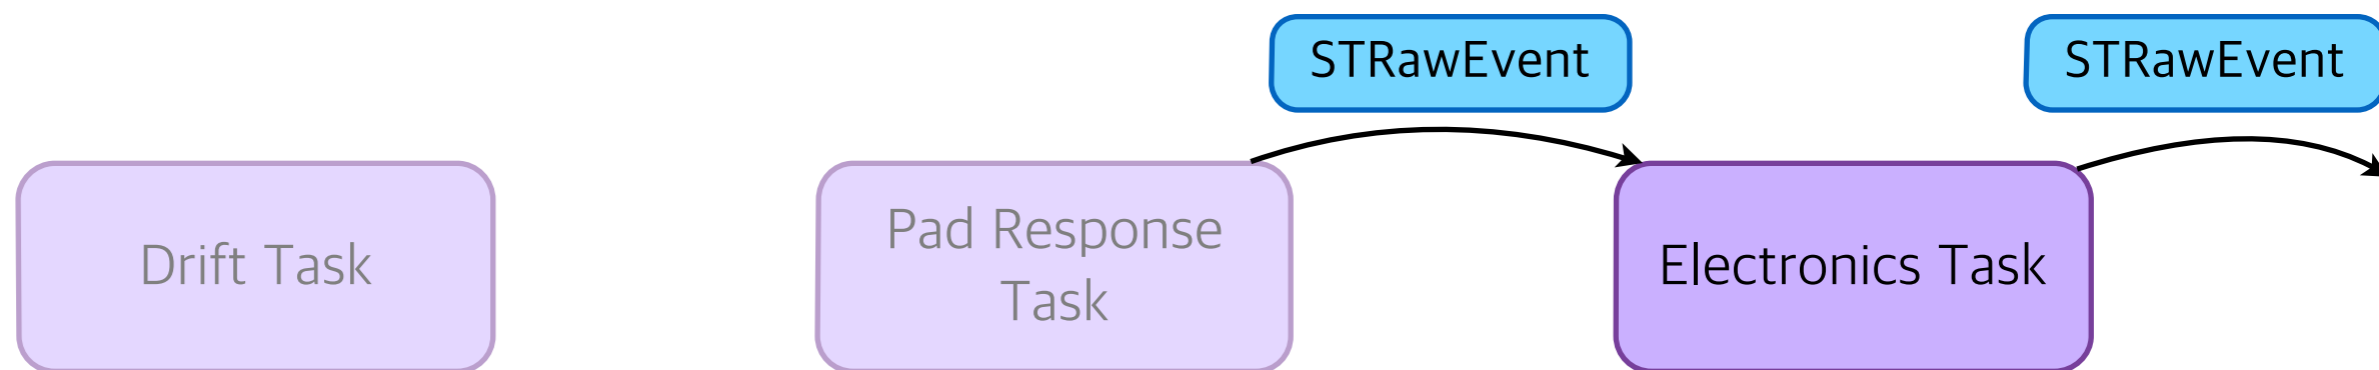 STRawEvent
STRawEvent
Drift Task
Pad Response
Task
Electronics Task